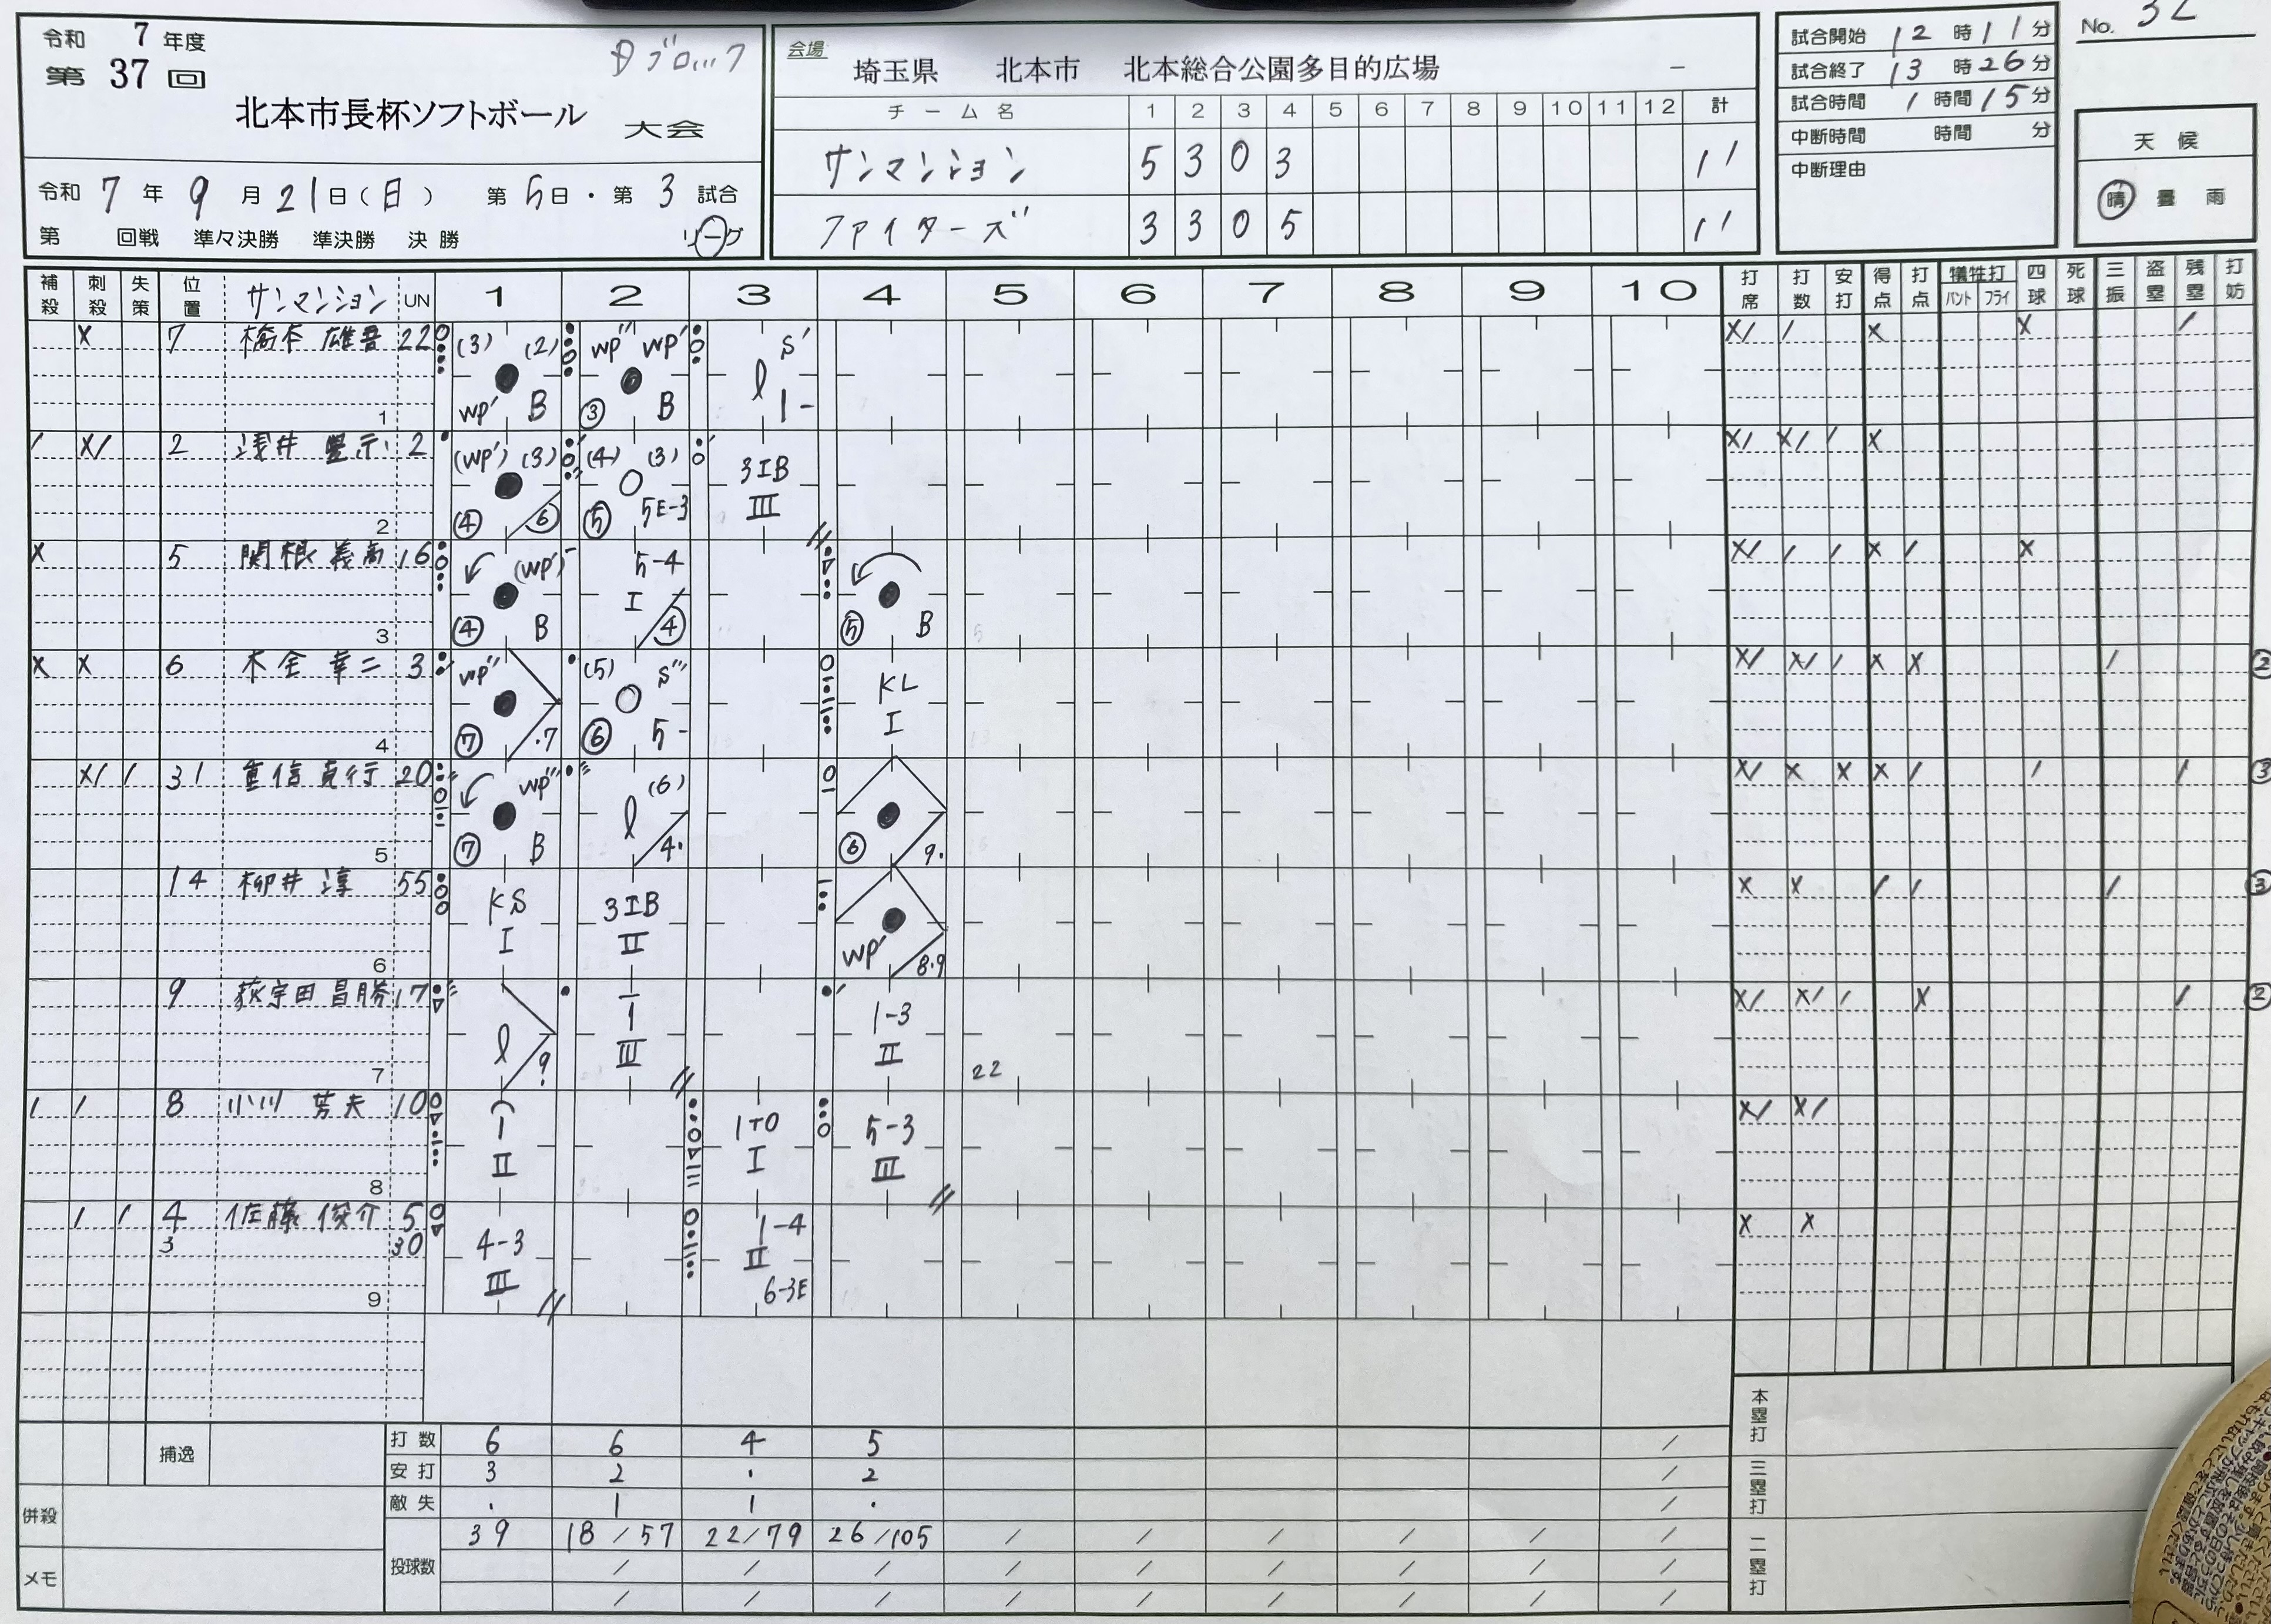 令和 7 年度
第 37 回
Dブロック
北本市長杯ソフトボール 大会
令和 7 年 9 月 21 日 (日) 第 5 日 ・ 第 3 試合
第 回戦 準々決勝 準決勝 決勝 リーグ
会場 埼玉県 北本市 北本総合公園多目的広場
チーム名 1 2 3 4 5 6 7 8 9 10 11 12 計
サンマンション 5 3 0 3 11
ファイターズ 3 3 0 5 11
試合開始 12 時 11 分
試合終了 13 時 26 分
試合時間 1 時間 15 分
中断時間 時間 分
中断理由
No. 32
天候
晴 曇 雨
補殺 刺殺 失策 位置 サンマンション UN 1 2 3 4 5 6 7 8 9 10 打席 打数 安打 得点 打点 犠牲打 バント フライ 四球 死球 三振 盗塁 残塁 打妨
7 橋本 雄吾 22 1
(3) (2) wp' B
wp'' wp' ③ B
s' l 1-
2 浅井 2 2
(wp') (3) ④ ⑥
(4) (3) ⑤ 5E-3
3IB III
5 関根 義高 16 3
(wp') ④ B
5-4 I ④
⑤ B
6 幸二 3 4
wp'' ⑦ ·7
(5) s''' ⑥ 5-
KL I
②
31 重信 貞行 20 5
wp'' ⑦ B
(6) l 4·
⑥ 9·
③
14 柳井 淳 55 6
KS I
3IB II
wp' 8·9
③
9 荻宇田 昌勝 17 7
l 9
1 III
1-3 II
22
②
8 小川 芳夫 10 8
1 II
1TO I
5-3 III
4 佐藤 俊介 5 9
3 30
4-3 III
1-4 II 6-3E
捕逸
打数 6 6 4 5
安打 3 2 · 2
敵失 · 1 1 ·
投球数 39 18/57 22/79 26/105
併殺
メモ
本塁打
三塁打
二塁打